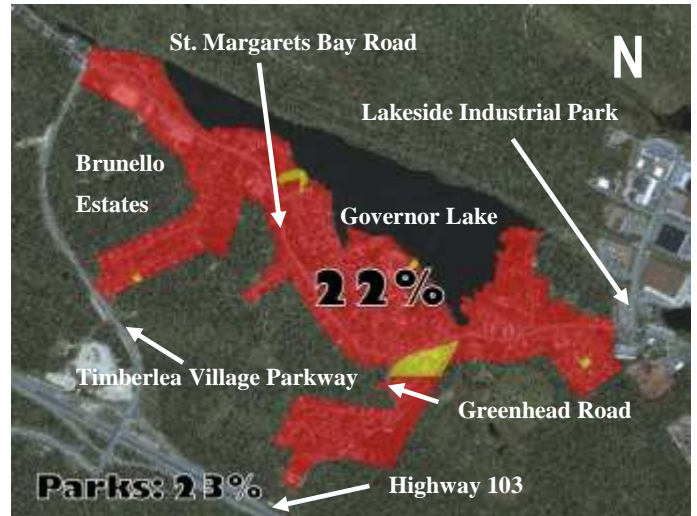 St. Margarets Bay Road
N
Lakeside Industrial Park
Brunello
Estates
Governor Lake
22%
Timberlea Village Parkway
Greenhead Road
Parks: 23%
Highway 103